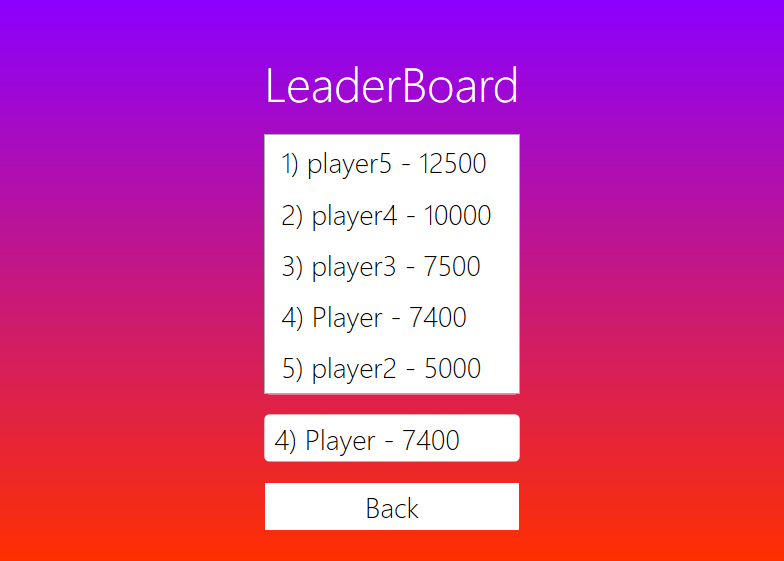 LeaderBoard
1) player5 - 12500
2) player4 - 10000
3) player3 - 7500
4) Player - 7400
5) player2 - 5000
4) Player - 7400
Back